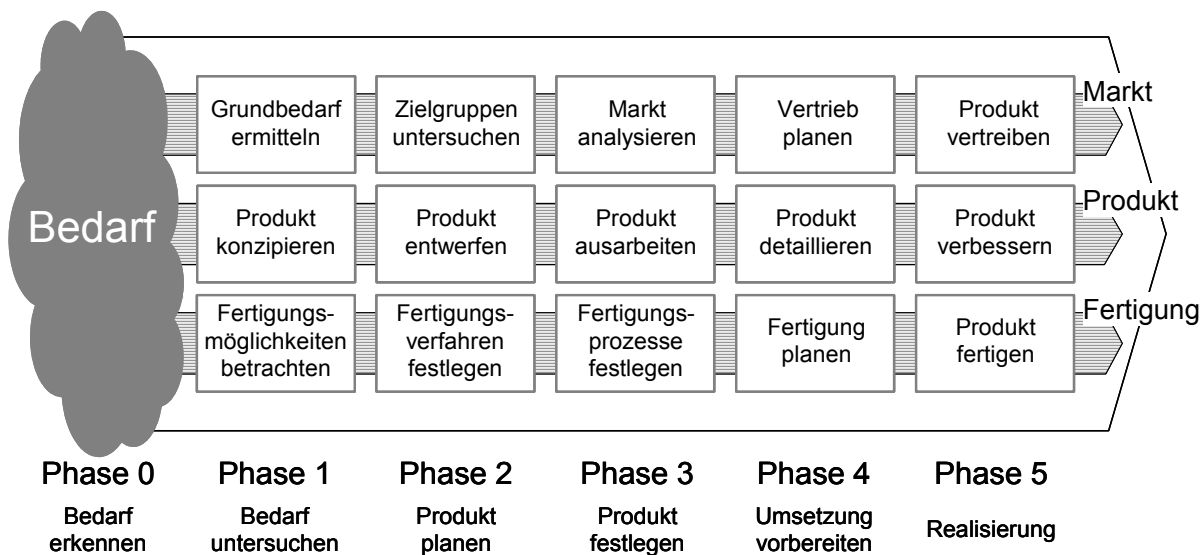 Bedarf
Grundbedarf
ermitteln
Zielgruppen
untersuchen
Markt
analysieren
Vertrieb
planen
Produkt
vertreiben
Markt
Produkt
konzipieren
Produkt
entwerfen
Produkt
ausarbeiten
Produkt
detaillieren
Produkt
verbessern
Produkt
Fertigungs-
möglichkeiten
betrachten
Fertigungs-
verfahren
festlegen
Fertigungs-
prozesse
festlegen
Fertigung
planen
Produkt
fertigen
Fertigung
Phase 0
Bedarf
erkennen
Phase 1
Bedarf
untersuchen
Phase 2
Produkt
planen
Phase 3
Produkt
festlegen
Phase 4
Umsetzung
vorbereiten
Phase 5
Realisierung